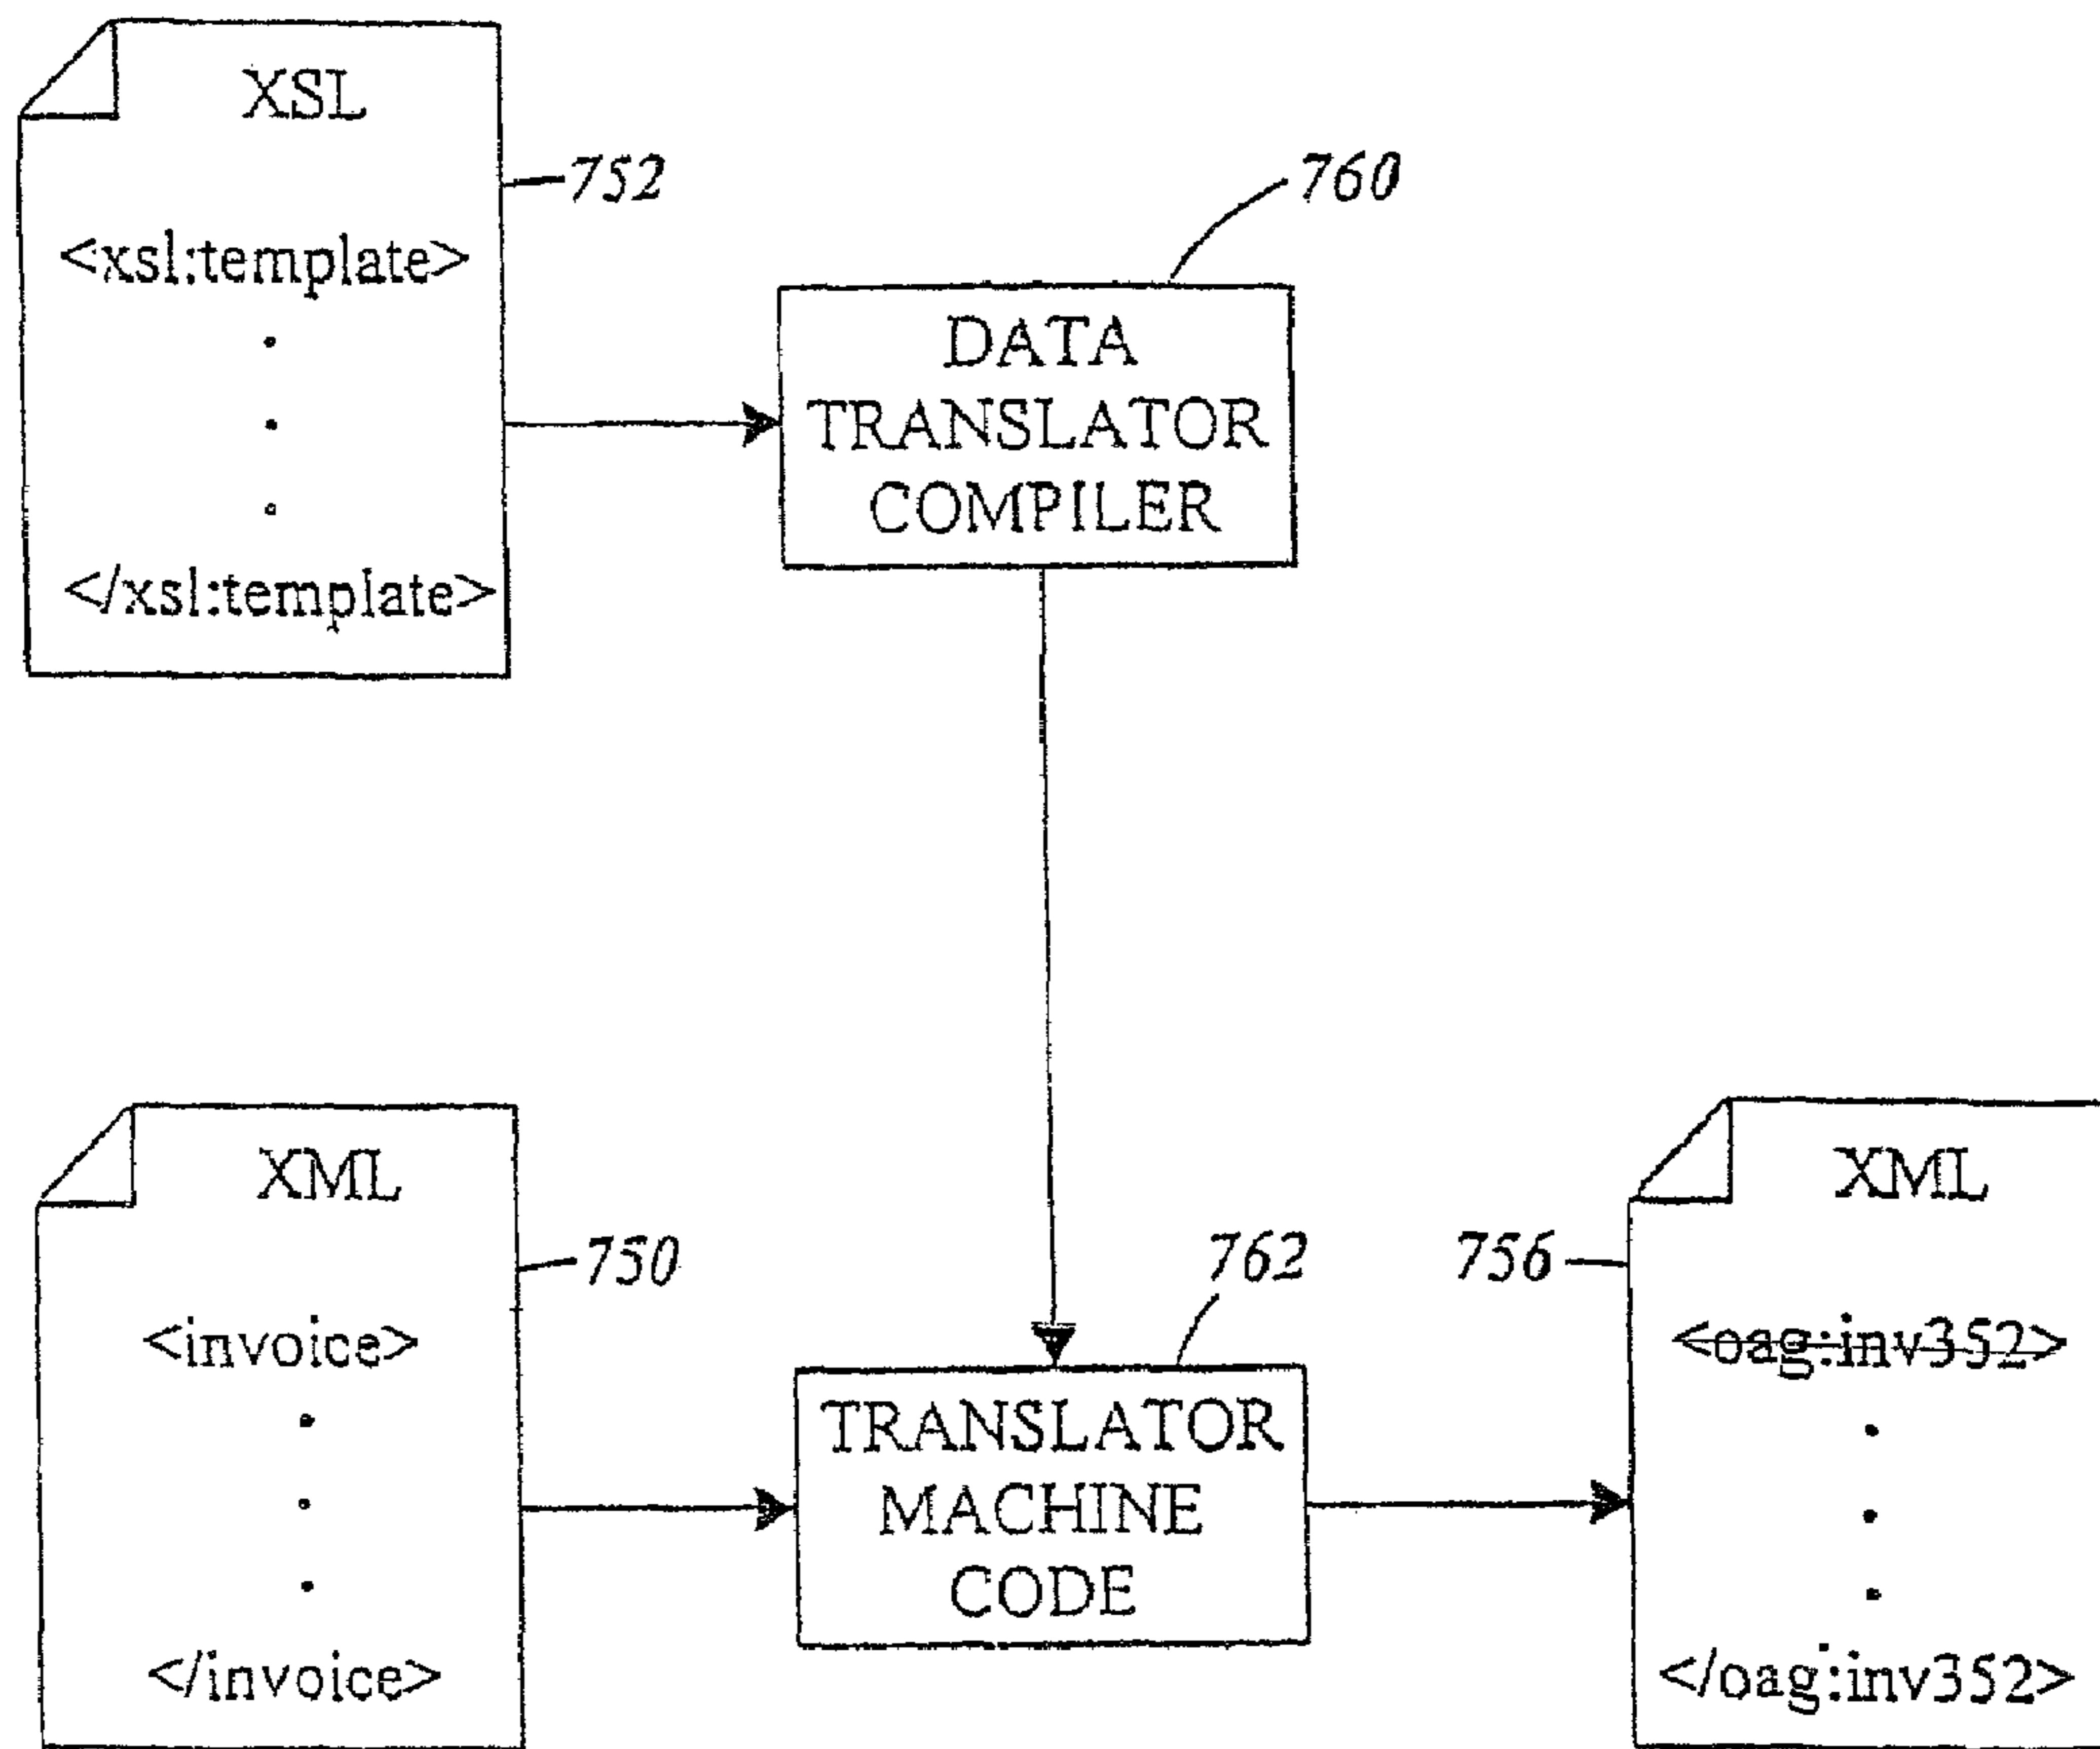 XSL
752
<xsl:template>
</xsl:template>
760
DATA
TRANSLATOR
COMPILER
XML
750
<invoice>
</invoice>
762
TRANSLATOR
MACHINE
CODE
XML
756
<oag:inv352>
</oag:inv352>